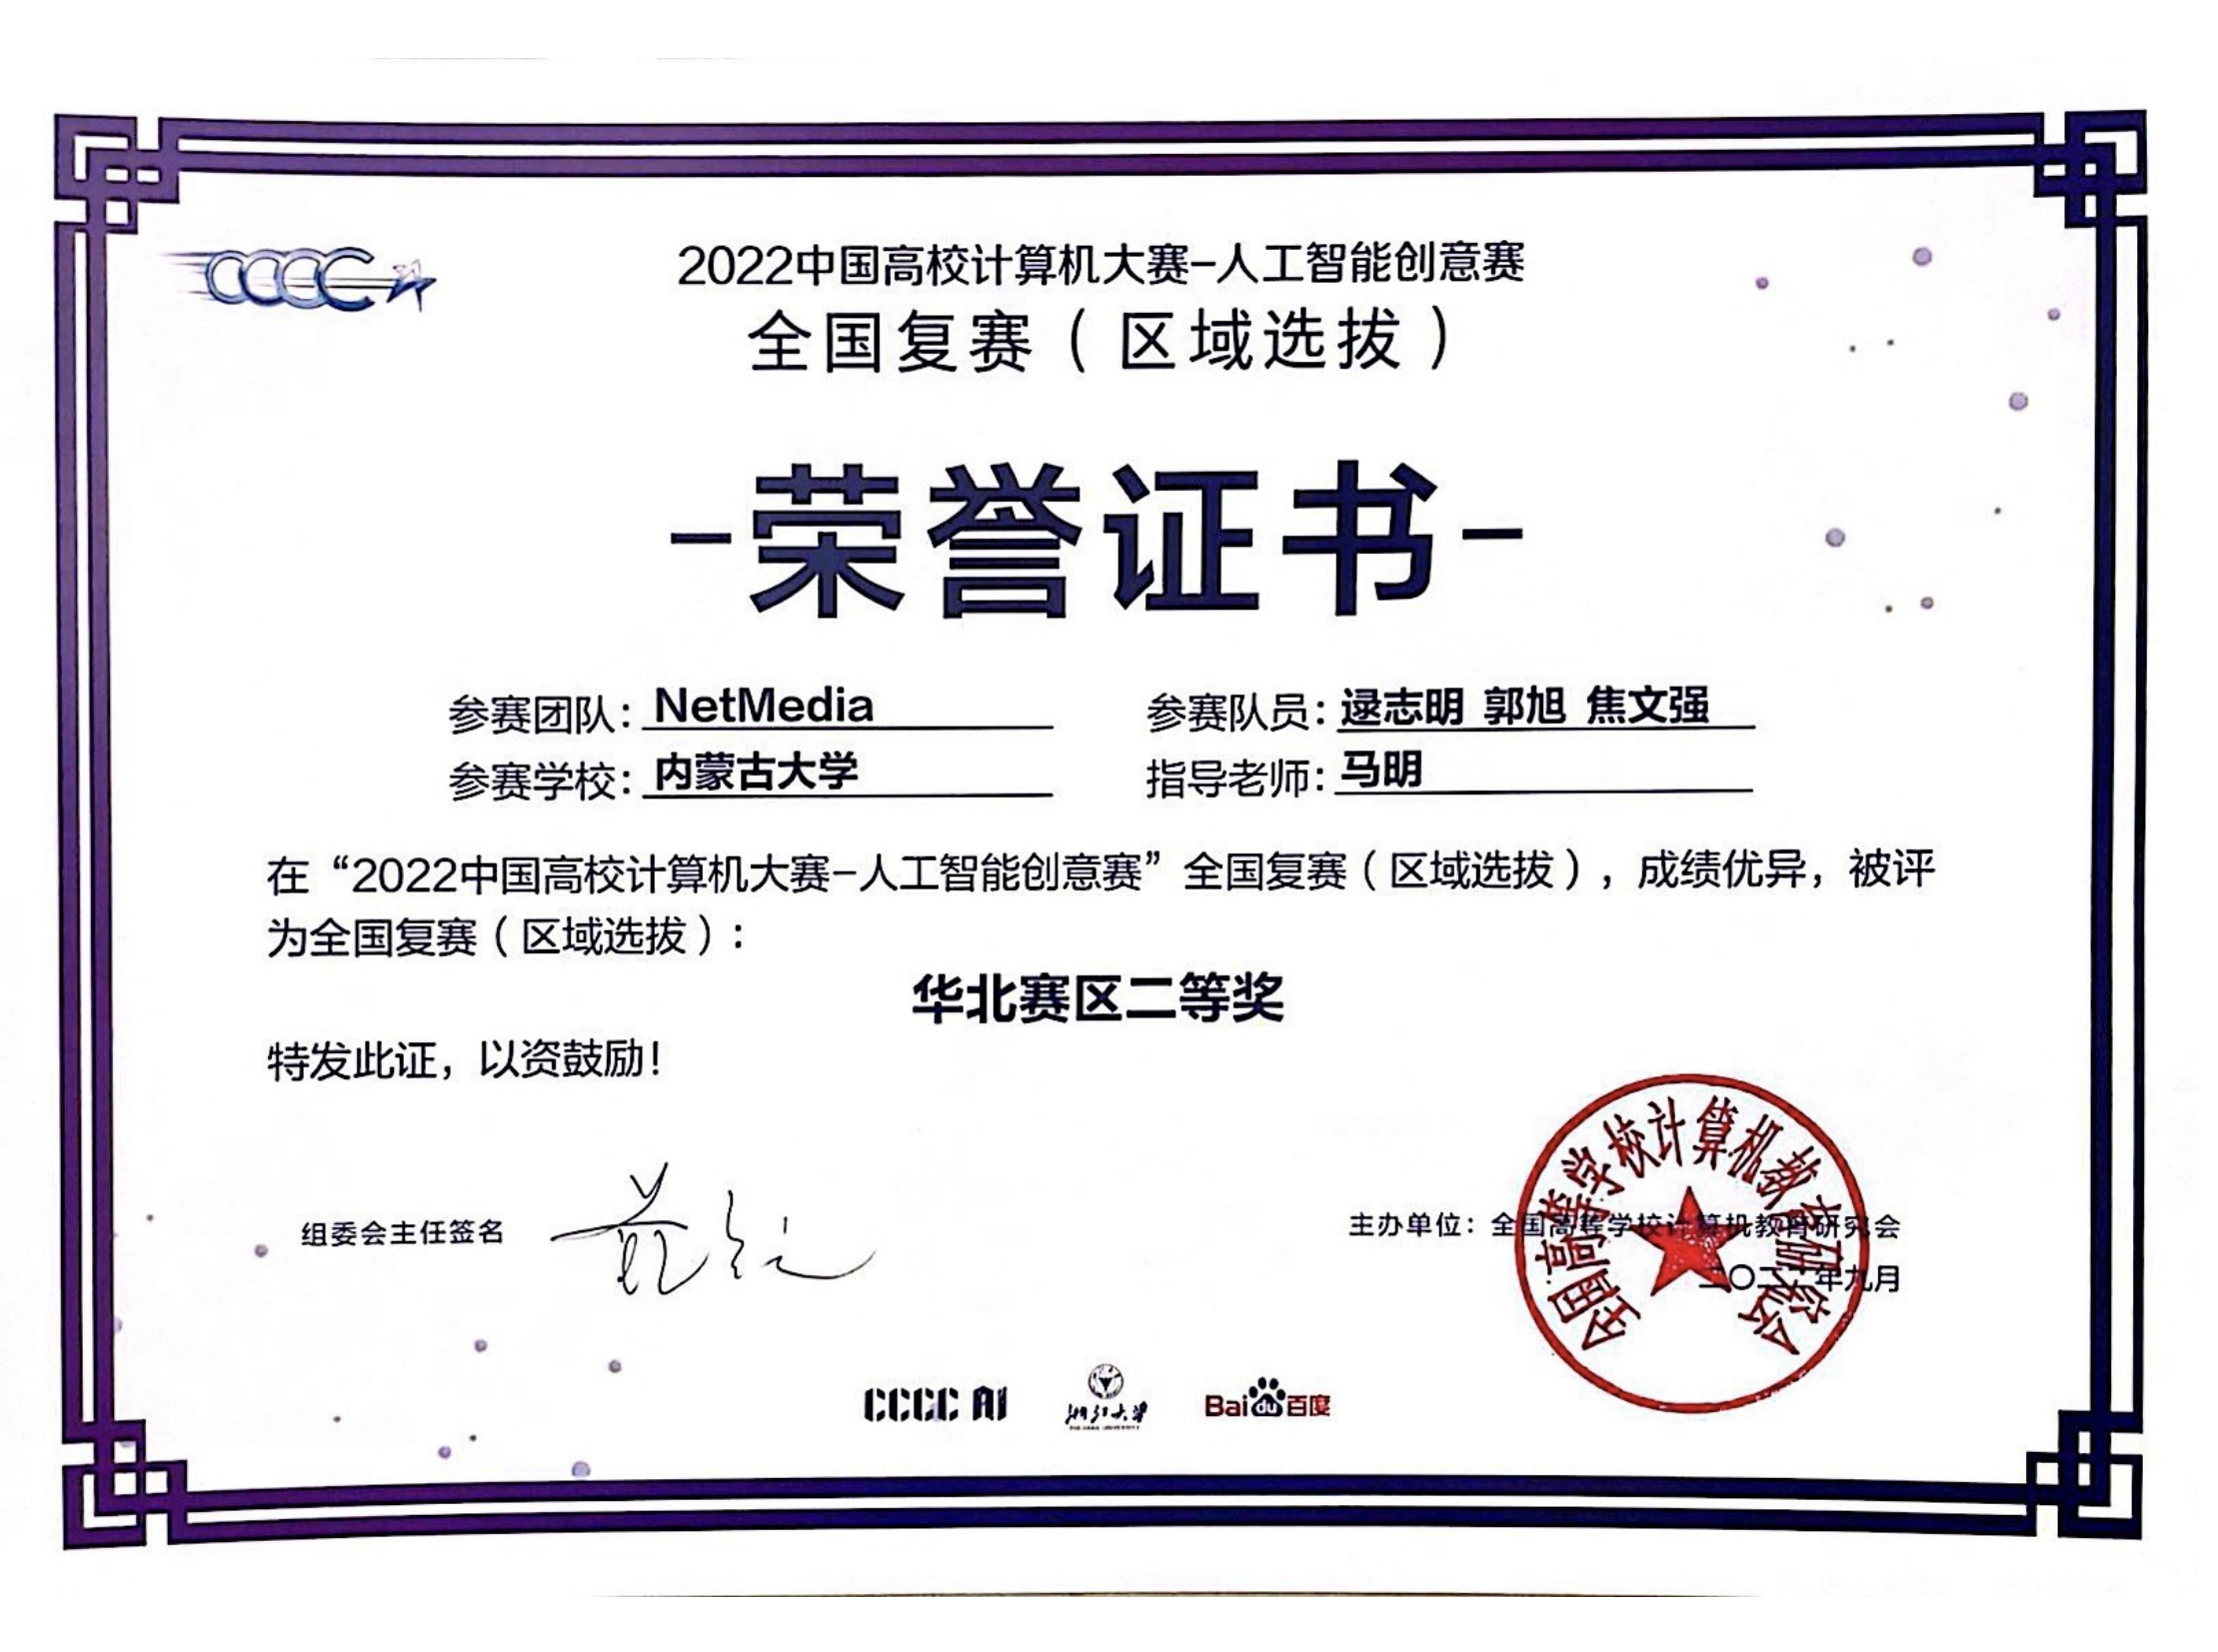 CCCC
2022中国高校计算机大赛-人工智能创意赛
全国复赛（区域选拔）
-荣誉证书-
参赛团队：NetMedia 参赛队员：逯志明 郭旭 焦文强
参赛学校：内蒙古大学 指导老师：马明
在“2022中国高校计算机大赛-人工智能创意赛”全国复赛（区域选拔），成绩优异，被评
为全国复赛（区域选拔）：
华北赛区二等奖
特发此证，以资鼓励！
全国高等学校计算机教育研究会
组委会主任签名
主办单位：全国高等学校计算机教育研究会
二〇二二年九月
CCCC AI 浙江大学 Bai du 百度